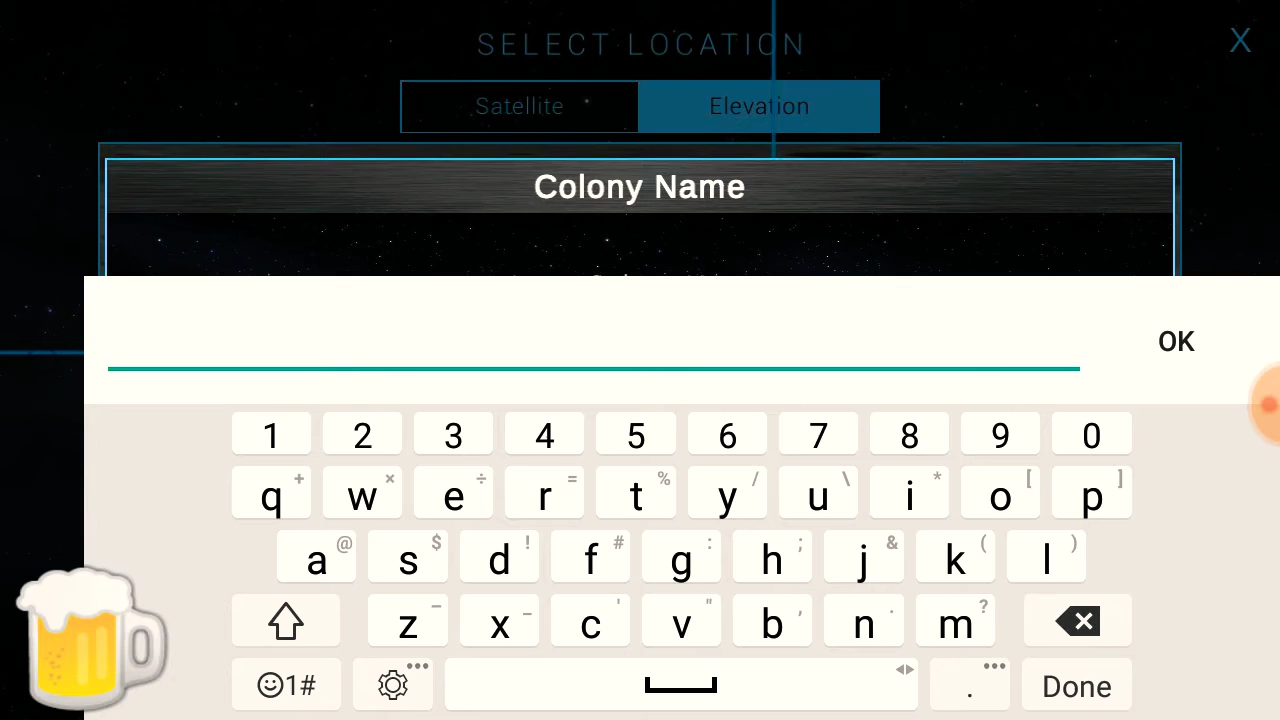 SELECT LOCATION
X
Satellite
Elevation
Colony Name
OK
1 2 3 4 5 6 7 8 9 0
q + w × e ÷ r = t % y / u \ i * o [ p ]
a @ s $ d ! f # g : h ; j & k ( l )
z – x _ c ' v " b , n . m ?
1# . Done